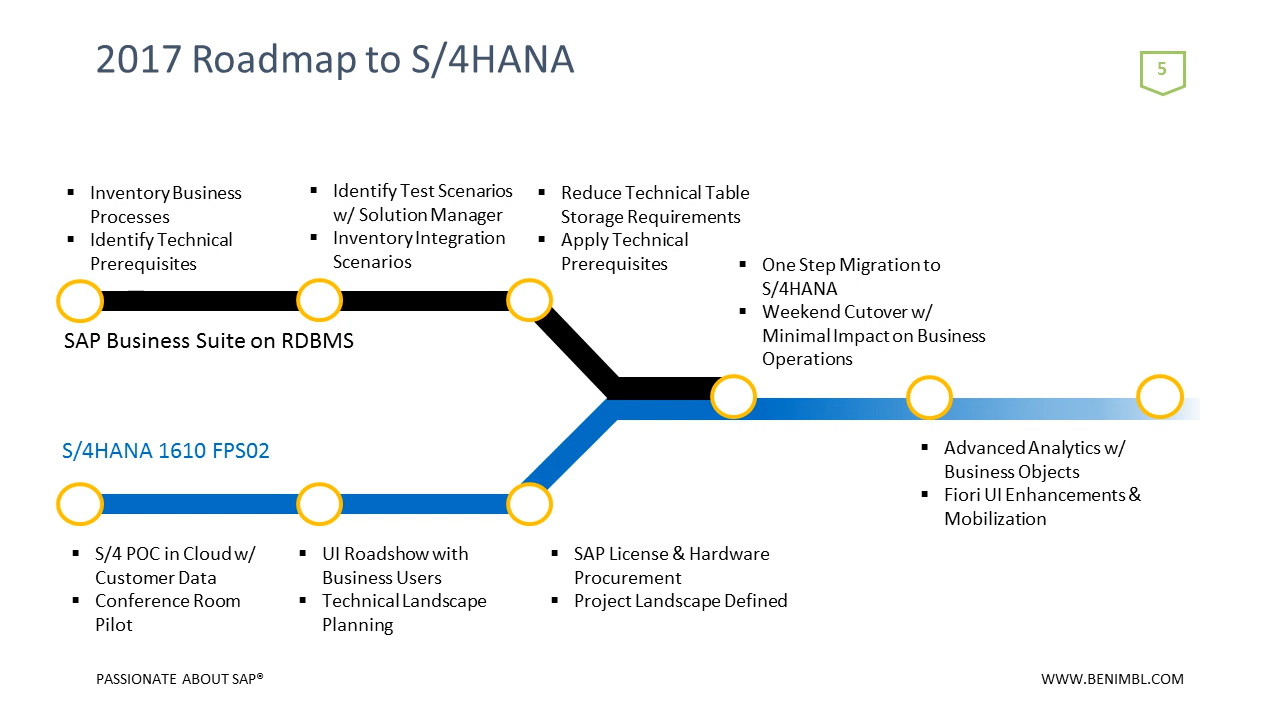 2017 Roadmap to S/4HANA
5
▪ Inventory Business
Processes
▪ Identify Technical
Prerequisites
▪ Identify Test Scenarios
w/ Solution Manager
▪ Inventory Integration
Scenarios
▪ Reduce Technical Table
Storage Requirements
▪ Apply Technical
Prerequisites
▪ One Step Migration to
S/4HANA
▪ Weekend Cutover w/
Minimal Impact on Business
Operations
SAP Business Suite on RDBMS
S/4HANA 1610 FPS02
▪ Advanced Analytics w/
Business Objects
▪ Fiori UI Enhancements &
Mobilization
▪ S/4 POC in Cloud w/
Customer Data
▪ Conference Room
Pilot
▪ UI Roadshow with
Business Users
▪ Technical Landscape
Planning
▪ SAP License & Hardware
Procurement
▪ Project Landscape Defined
PASSIONATE ABOUT SAP®
WWW.BENIMBL.COM